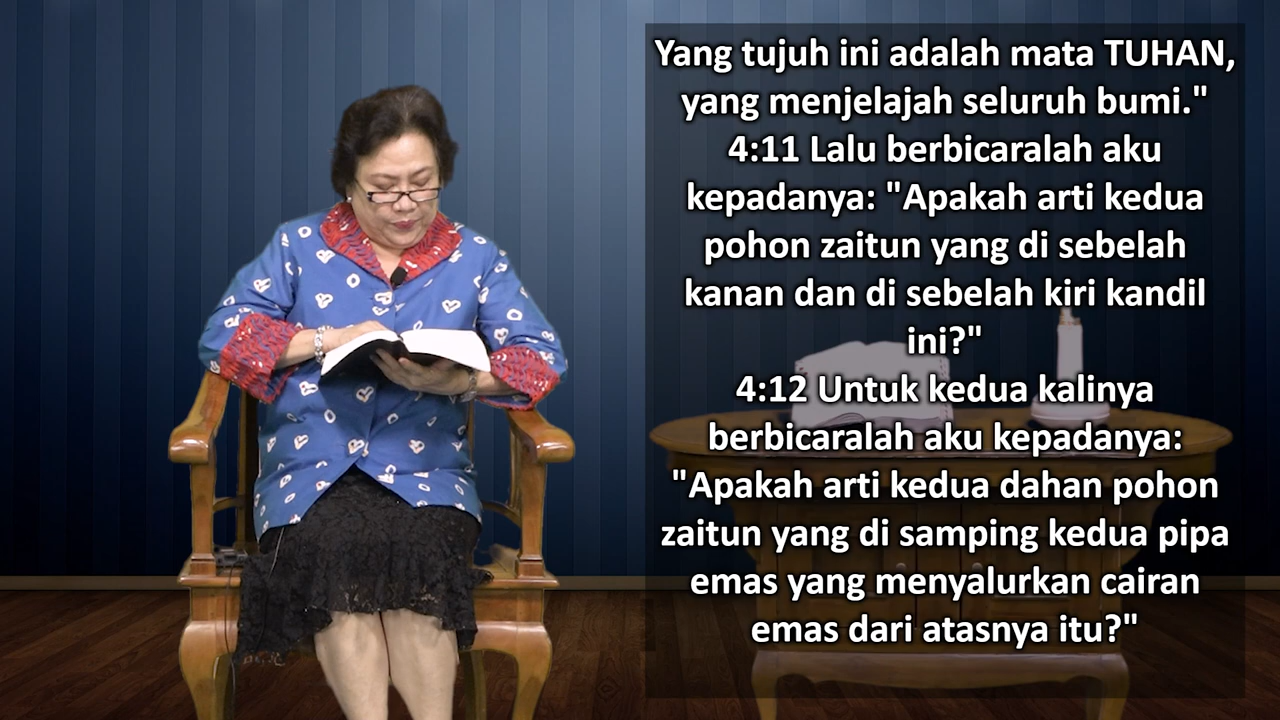 Yang tujuh ini adalah mata TUHAN,
yang menjelajah seluruh bumi."
4:11 Lalu berbicaralah aku
kepadanya: "Apakah arti kedua
pohon zaitun yang di sebelah
kanan dan di sebelah kiri kandil
ini?"
4:12 Untuk kedua kalinya
berbicaralah aku kepadanya:
"Apakah arti kedua dahan pohon
zaitun yang di samping kedua pipa
emas yang menyalurkan cairan
emas dari atasnya itu?"